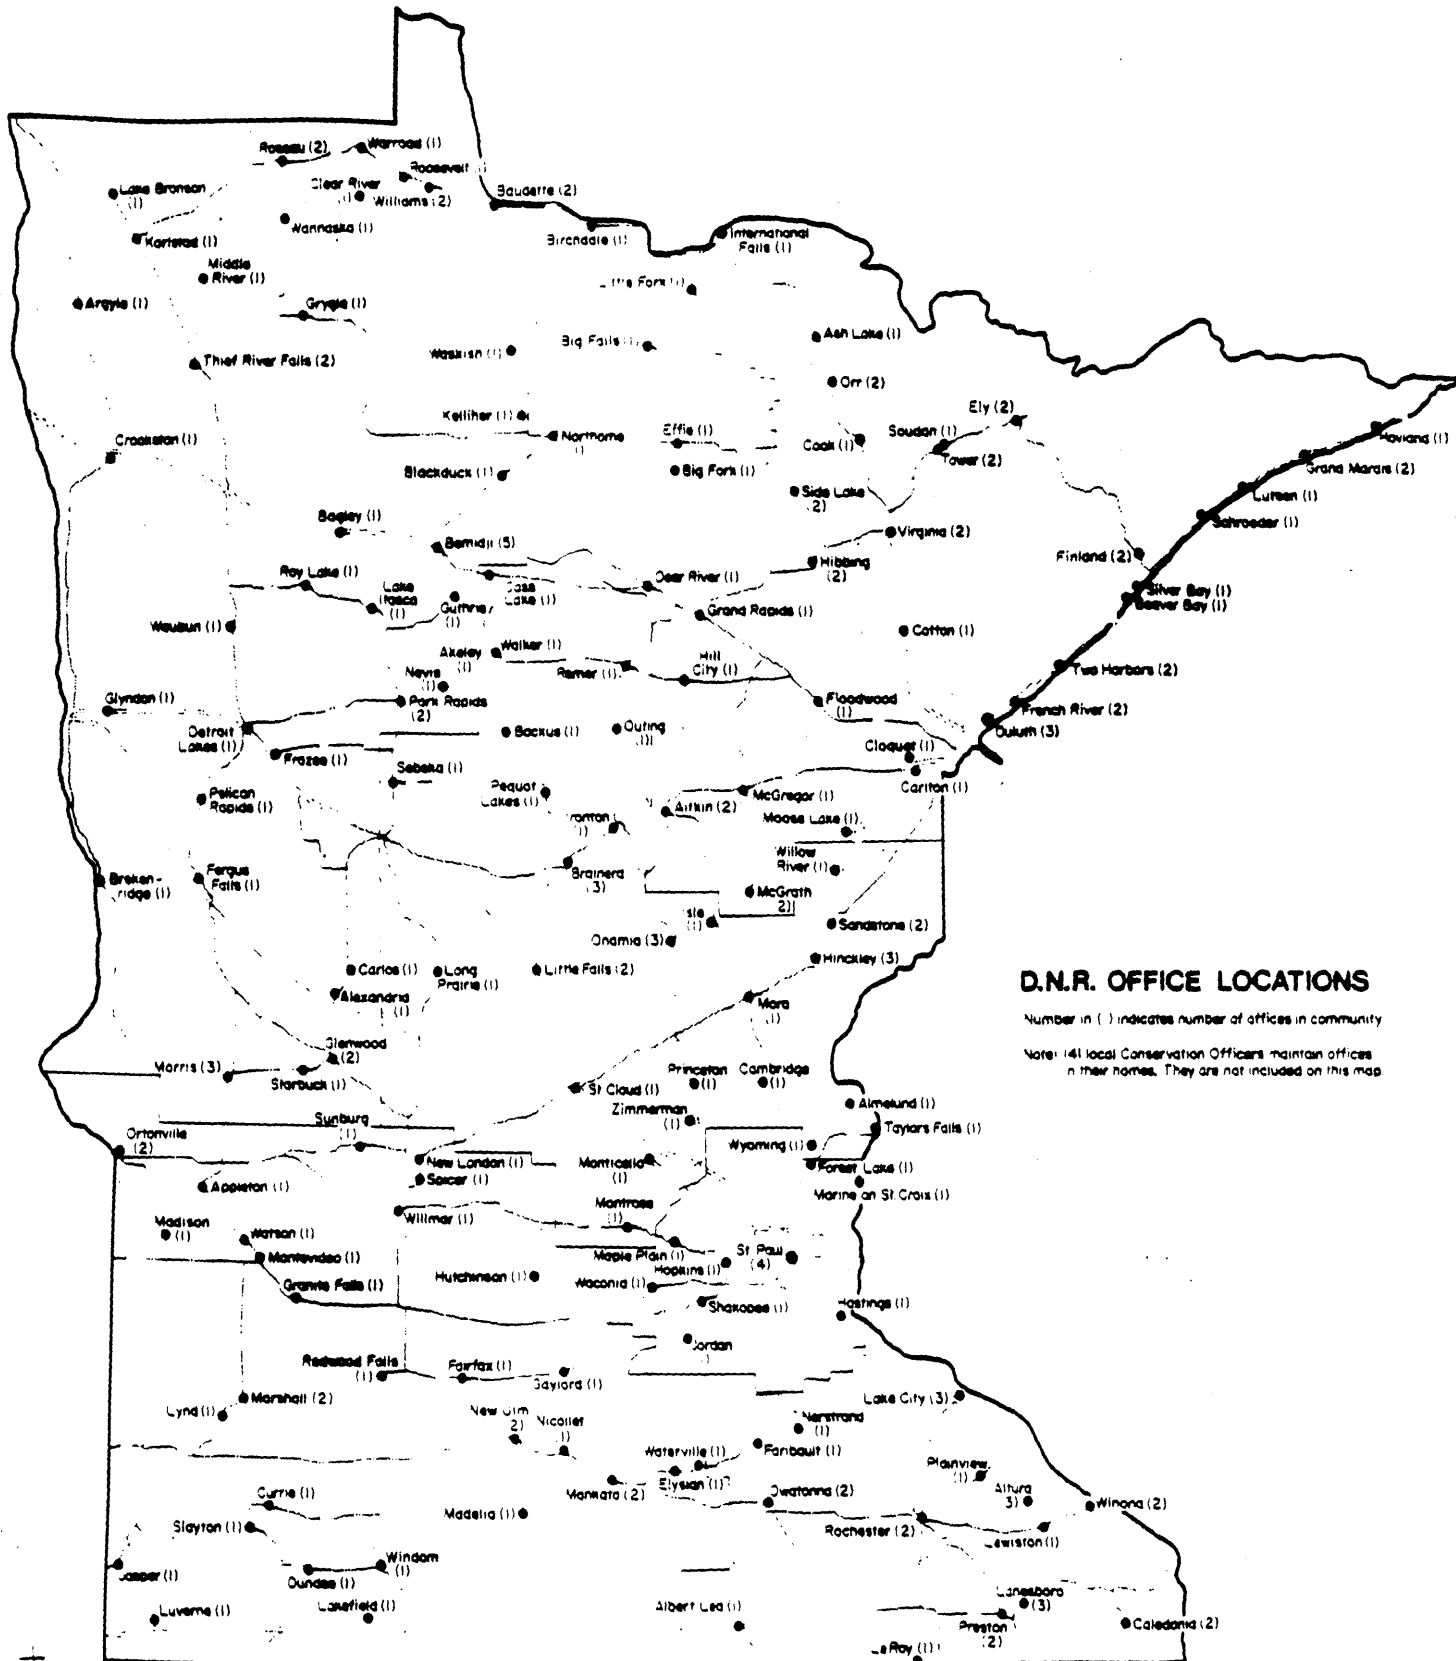 Roseau (2)
Warroad (1)
Roosevelt (1)
Lake Bronson
(1)
Clear River
Williams (2)
Baudette (2)
Wannaska (1)
Karlstad (1)
Birchdale (1)
International
Falls (1)
Middle
River (1)
Argyle (1)
Grygla (1)
Fork (1)
Ash Lake (1)
Waskish (1)
Big Falls
Thief River Falls (2)
Orr (2)
Ely (2)
Kelliher (1)
Northome
Effie (1)
Cook (1)
Soudan (1)
Tower (2)
Hovland (1)
Crookston (1)
Grand Marais (2)
Blackduck (1)
Big Fork (1)
Side Lake
(2)
Lutsen (1)
Schroeder (1)
Bagley (1)
Virginia (2)
Bemidji (5)
Finland (2)
Hibbing
(2)
Roy Lake (1)
Lake
Itasca
(1)
Guthrie
(1)
Cass
Lake (1)
Deer River (1)
Silver Bay (1)
Beaver Bay (1)
Grand Rapids (1)
Waubun (1)
Cotton (1)
Akeley
(1)
Walker (1)
Remer (1)
Hill
City (1)
Two Harbors (2)
Nevis
(1)
Park Rapids
(2)
Glyndon (1)
Floodwood
(1)
French River (2)
Duluth (3)
Detroit
Lakes (1)
Backus (1)
Outing
(1)
Cloquet (1)
Frazee (1)
Sebeka (1)
Carlton (1)
Pelican
Rapids (1)
Pequot
Lakes (1)
Aitkin (2)
McGregor (1)
Moose Lake (1)
(1)
Willow
River (1)
Brainerd
(3)
Breken-
ridge (1)
Fergus
Falls (1)
McGrath
(2)
Isle
(1)
Sandstone (2)
Onamia (3)
Hinckley (3)
Carlos (1)
Long
Prairie (1)
Little Falls (2)
D.N.R. OFFICE LOCATIONS
Alexandria
(1)
Mora
(1)
Number in ( ) indicates number of offices in community
Glenwood
(2)
Note: 141 local Conservation Officers maintain offices
in their homes. They are not included on this map.
Morris (3)
Starbuck (1)
St Cloud (1)
Princeton
(1)
Cambridge
(1)
Zimmerman
(1)
Almelund (1)
Sunburg
(1)
Taylors Falls (1)
Ortonville
(2)
Wyoming (1)
New London (1)
Monticello
(1)
Forest Lake (1)
Spicer (1)
Appleton (1)
Marine on St. Croix (1)
Willmar (1)
Montrose
(1)
Madison
(1)
Watson (1)
Montevideo (1)
Maple Plain (1)
Hopkins (1)
St. Paul
(4)
Hutchinson (1)
Waconia (1)
Granite Falls (1)
Shakopee (1)
Hastings (1)
Jordan
Redwood Falls
(1)
Fairfax (1)
Gaylord (1)
Marshall (2)
Lake City (3)
Lynd (1)
New Ulm
(2)
Nicollet
(1)
Nerstrand
(1)
Faribault (1)
Waterville (1)
Elysian (1)
Plainview
(1)
Mankato (2)
Altura
(3)
Winona (2)
Currie (1)
Owatonna (2)
Slayton (1)
Madelia (1)
Rochester (2)
Lewiston (1)
Jasper (1)
Windom
(1)
Dundee (1)
Lanesboro
(3)
Luverne (1)
Lakefield (1)
Albert Lea (1)
Preston
(2)
Caledonia (2)
Le Roy (1)